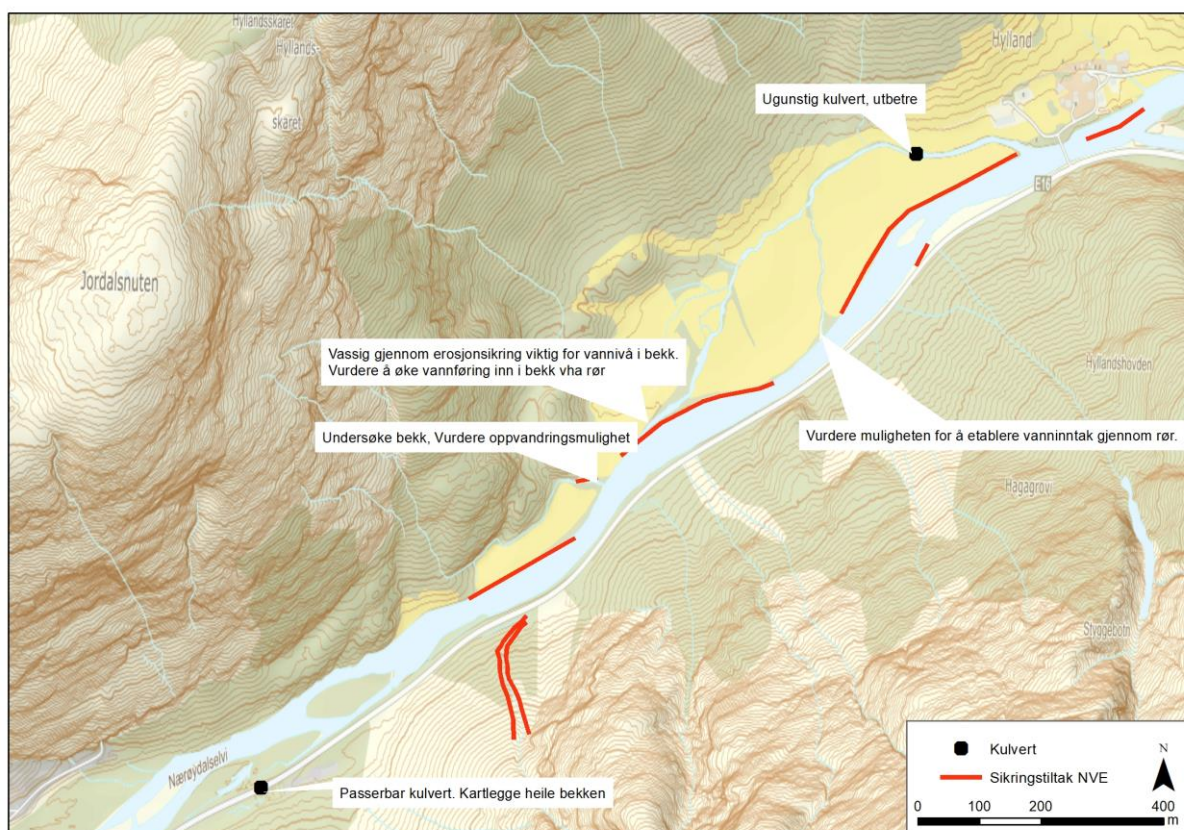 Hyllandsskaret
Hyllands-
skaret
Hylland
Ugunstig kulvert, utbetre
E16
Jordalsnuten
Vassig gjennom erosjonsikring viktig for vannivå i bekk.
Vurdere å øke vannføring inn i bekk vha rør
Hyllandshovden
Undersøke bekk, Vurdere oppvandringsmulighet
Vurdere muligheten for å etablere vanninntak gjennom rør.
Hagagrovi
Styggebotn
Nærøydalselvi
Passerbar kulvert. Kartlegge heile bekken
Kulvert
N
Sikringstiltak NVE
0 100 200 400
m